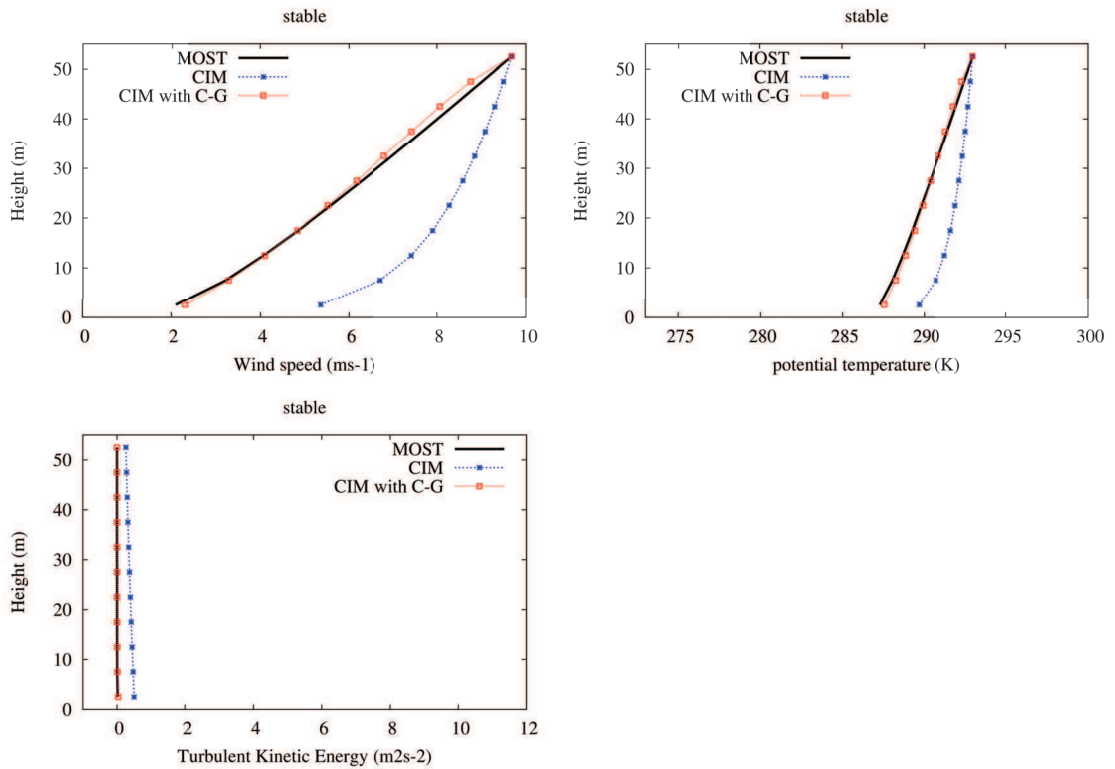 stable
MOST
CIM
CIM with C-G
50
40
30
20
10
0
Height (m)
0 2 4 6 8 10
Wind speed (ms-1)
stable
MOST
CIM
CIM with C-G
50
40
30
20
10
0
Height (m)
275 280 285 290 295 300
potential temperature (K)
stable
MOST
CIM
CIM with C-G
50
40
30
20
10
0
Height (m)
0 2 4 6 8 10 12
Turbulent Kinetic Energy (m2s-2)